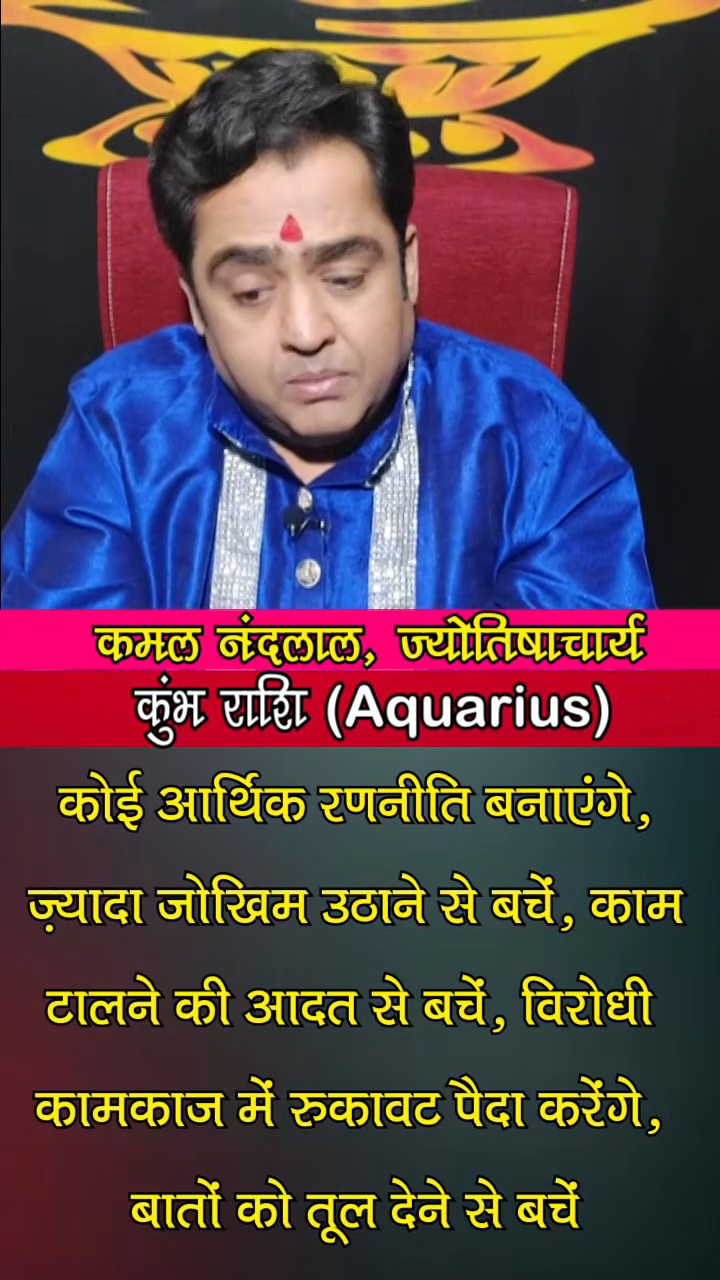 कमल नंदलाल, ज्योतिषाचार्य
कुंभ राशि (Aquarius)
कोई आर्थिक रणनीति बनाएंगे,
ज़्यादा जोखिम उठाने से बचें, काम
टालने की आदत से बचें, विरोधी
कामकाज में रुकावट पैदा करेंगे,
बातों को तूल देने से बचें